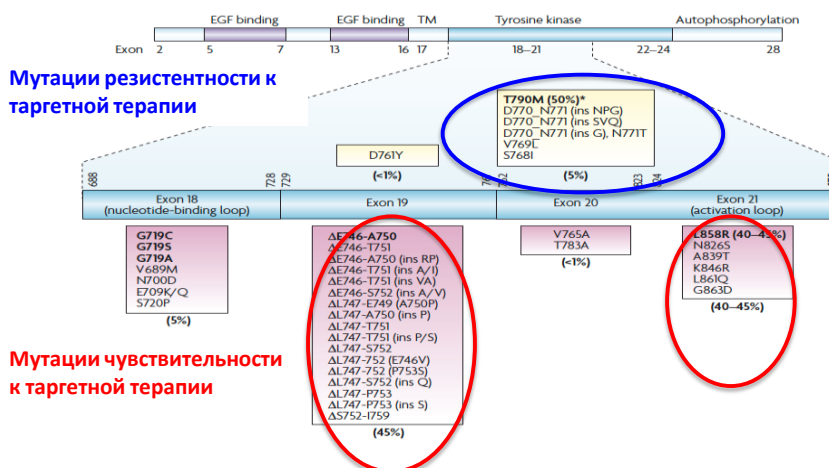 EGF binding EGF binding TM Tyrosine kinase Autophosphorylation
Exon 2 5 7 13 16 17 18–21 22–24 28
Мутации резистентности к
таргетной терапии
T790M (50%)*
D770_N771 (ins NPG)
D770_N771 (ins SVQ)
D770_N771 (ins G), N771T
V769L
S768I
(5%)
D761Y
(<1%)
688 728 729 823
Exon 18
(nucleotide-binding loop)
Exon 19
Exon 20
Exon 21
(activation loop)
G719C
G719S
G719A
V689M
N700D
E709K/Q
S720P
(5%)
ΔE746-A750
ΔE746-T751
ΔE746-A750 (ins RP)
ΔE746-T751 (ins A/I)
ΔE746-T751 (ins VA)
ΔE746-S752 (ins A/V)
ΔL747-E749 (A750P)
ΔL747-A750 (ins P)
ΔL747-T751
ΔL747-T751 (ins P/S)
ΔL747-S752
ΔL747-752 (E746V)
ΔL747-752 (P753S)
ΔL747-S752 (ins Q)
ΔL747-P753
ΔL747-P753 (ins S)
ΔS752-I759
(45%)
V765A
T783A
(<1%)
L858R (40–45%)
N826S
A839T
K846R
L861Q
G863D
(40–45%)
Мутации чувствительности
к таргетной терапии